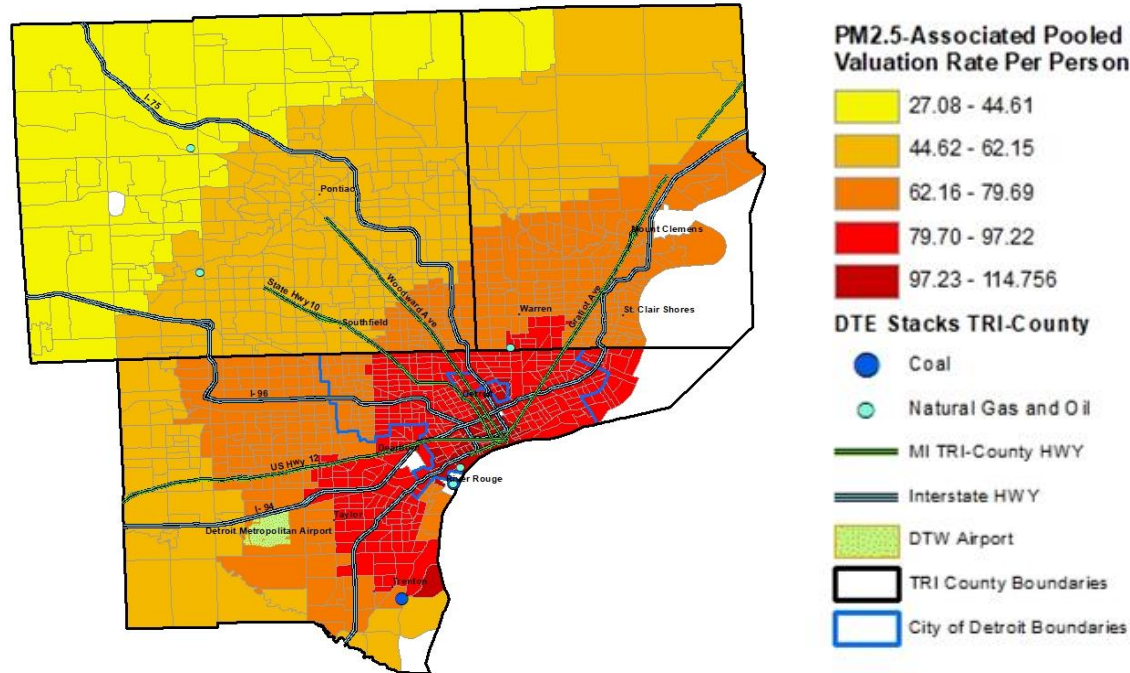 I-75
Pontiac
Mount Clemens
Woodward Ave
State Hwy 10
Gratiot Ave
Warren
St. Clair Shores
Southfield
I- 96
Detroit
Dearborn
US Hwy 12
River Rouge
I- 94
Taylor
Detroit Metropolitan Airport
Trenton
PM2.5-Associated Pooled
Valuation Rate Per Person
27.08 - 44.61
44.62 - 62.15
62.16 - 79.69
79.70 - 97.22
97.23 - 114.756
DTE Stacks TRI-County
Coal
Natural Gas and Oil
MI TRI-County HWY
Interstate HWY
DTW Airport
TRI County Boundaries
City of Detroit Boundaries